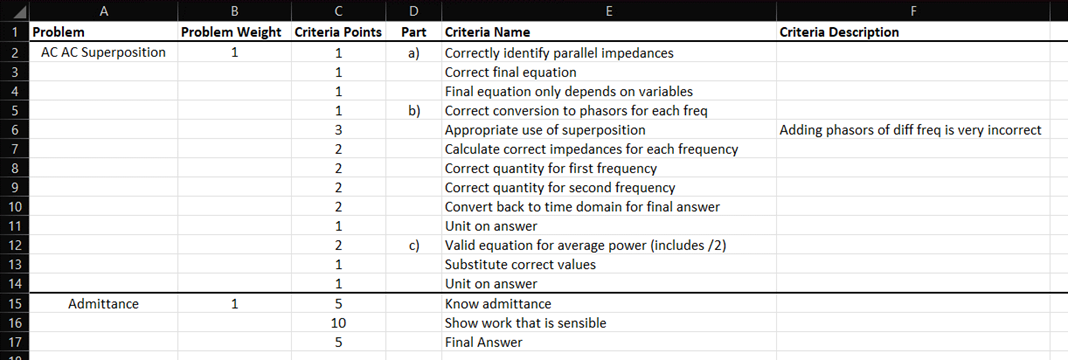 A B C D E F
1 Problem Problem Weight Criteria Points Part Criteria Name Criteria Description
2 AC AC Superposition 1 1 a) Correctly identify parallel impedances
3 1 Correct final equation
4 1 Final equation only depends on variables
5 1 b) Correct conversion to phasors for each freq
6 3 Appropriate use of superposition Adding phasors of diff freq is very incorrect
7 2 Calculate correct impedances for each frequency
8 2 Correct quantity for first frequency
9 2 Correct quantity for second frequency
10 2 Convert back to time domain for final answer
11 1 Unit on answer
12 2 c) Valid equation for average power (includes /2)
13 1 Substitute correct values
14 1 Unit on answer
15 Admittance 1 5 Know admittance
16 10 Show work that is sensible
17 5 Final Answer